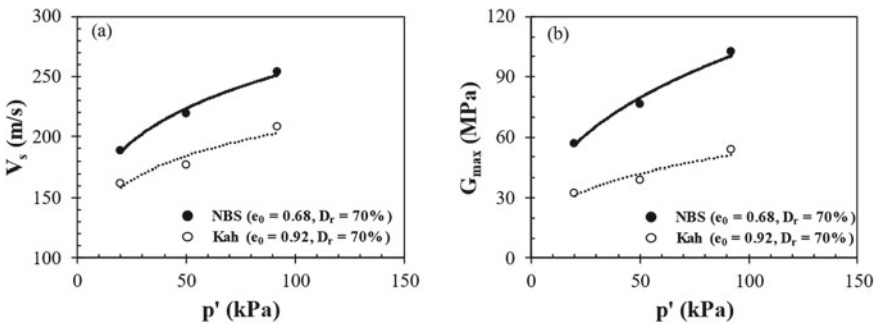 (a)
300
250
200
150
100
V_s (m/s)
NBS (e_0 = 0.68, D_r = 70%)
Kah (e_0 = 0.92, D_r = 70%)
0 50 100 150
p' (kPa)
(b)
120
90
60
30
0
G_max (MPa)
NBS (e_0 = 0.68, D_r = 70%)
Kah (e_0 = 0.92, D_r = 70%)
0 50 100 150
p' (kPa)